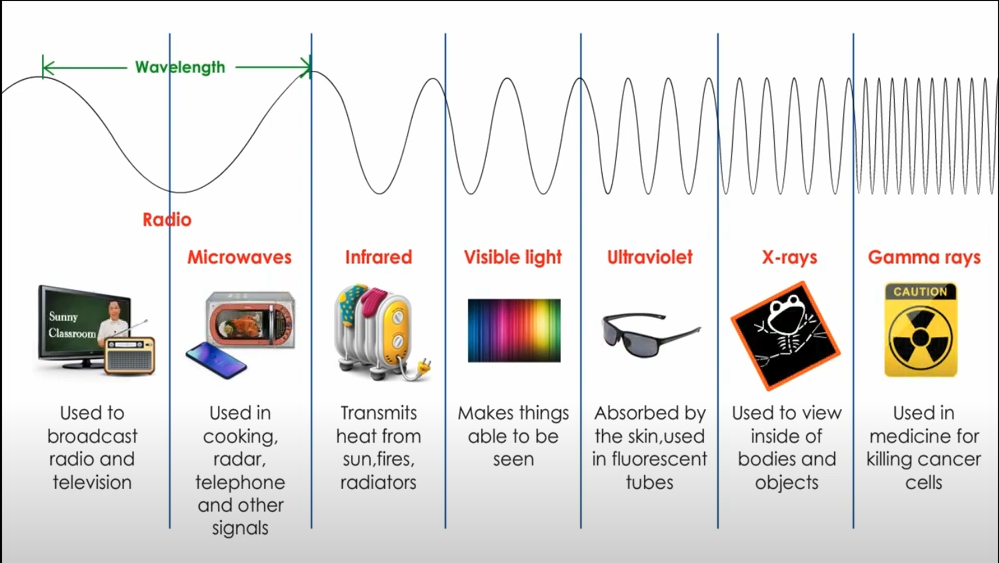 Wavelength
Radio
Microwaves
Infrared
Visible light
Ultraviolet
X-rays
Gamma rays
Sunny
Classroom
CAUTION
Used to
broadcast
radio and
television
Used in
cooking,
radar,
telephone
and other
signals
Transmits
heat from
sun,fires,
radiators
Makes things
able to be
seen
Absorbed by
the skin,used
in fluorescent
tubes
Used to view
inside of
bodies and
objects
Used in
medicine for
killing cancer
cells